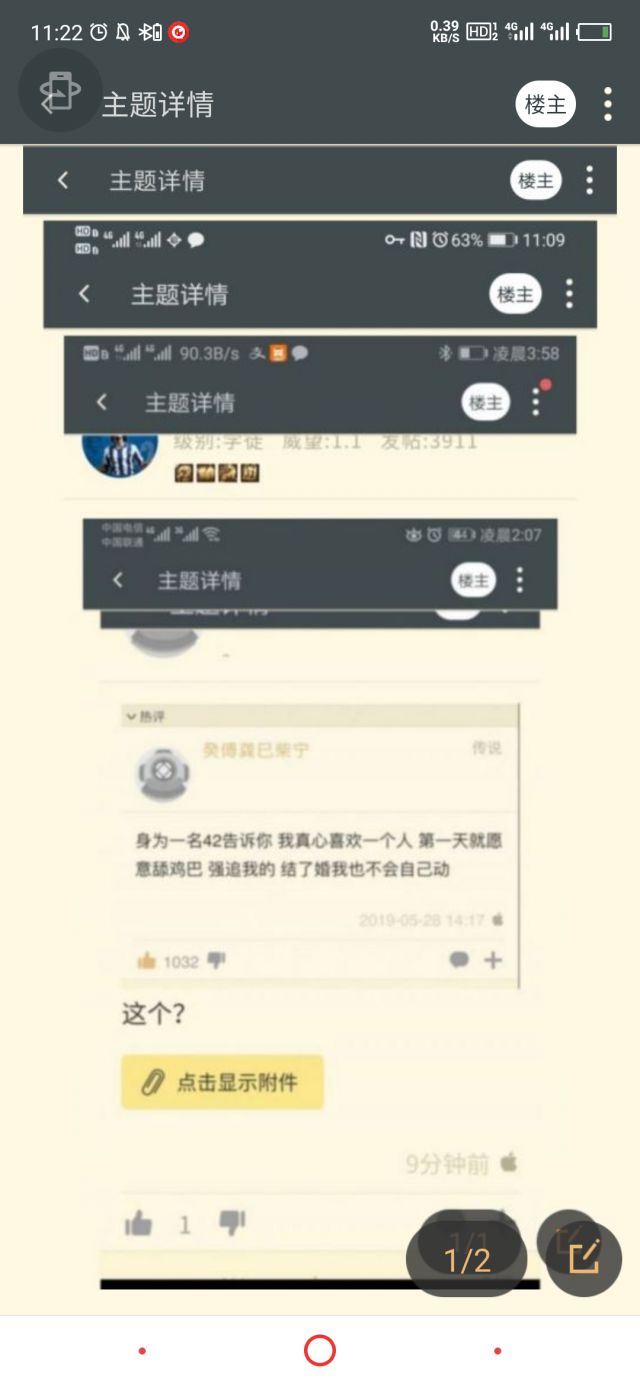 11:22 0.39 KB/S HD 1 2 4G 4G
主题详情 楼主
主题详情 楼主
HD HD 4G 4G 63% 11:09
主题详情 楼主
HD 4G 4G 90.3B/s 凌晨3:58
主题详情 楼主
级别:学徒 威望:1.1 发帖:3911
中国电信 中国联通 凌晨2:07
主题详情 楼主
热评
癸傅龚巳柴宁 传说
身为一名42告诉你 我真心喜欢一个人 第一天就愿
意舔鸡巴 强追我的 结了婚我也不会自己动
2019-05-28 14:17
1032
这个?
点击显示附件
9分钟前
1
1/2